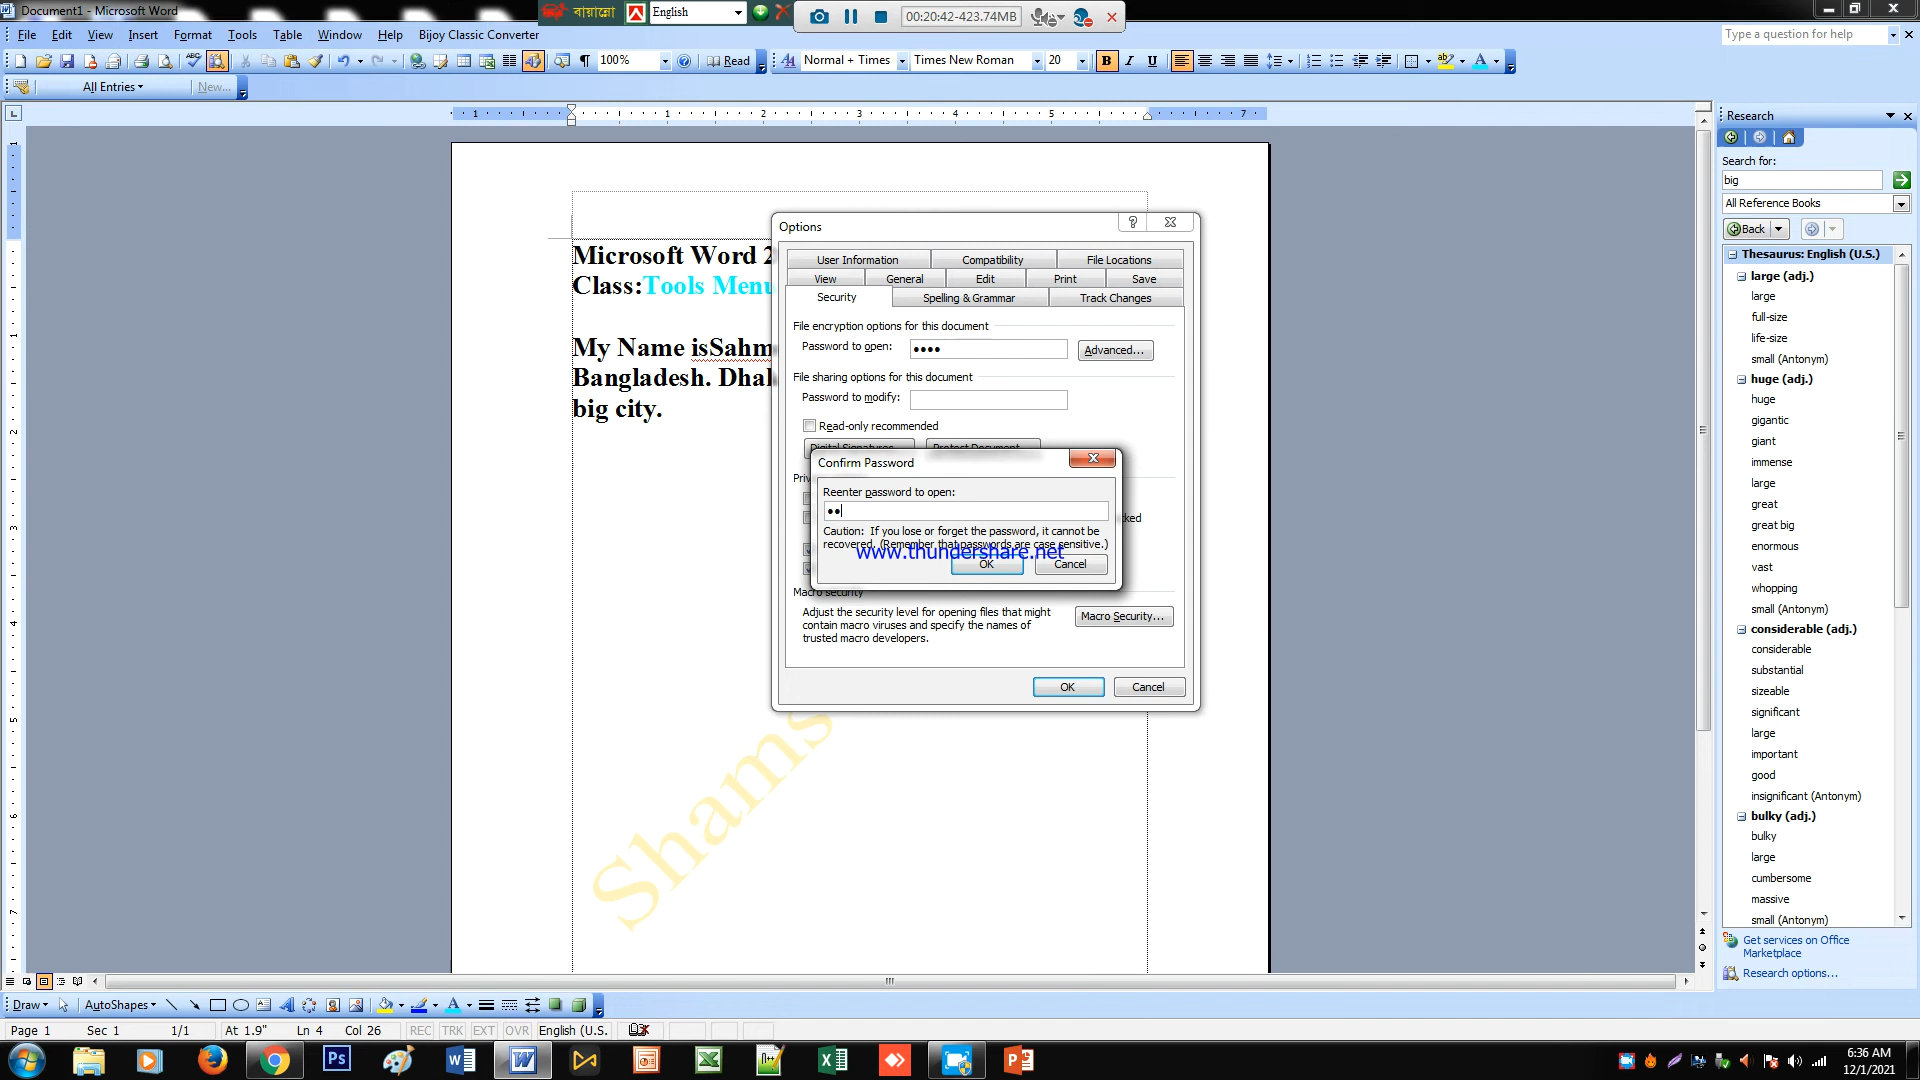 Document1 - Microsoft Word
বায়ান্নো
English
00:20:42-423.74MB
File Edit View Insert Format Tools Table Window Help Bijoy Classic Converter
Type a question for help
100% Read Normal + Times Times New Roman 20 B I U
All Entries New...
1 1 2 3 4 5 7
Research
Search for:
big
All Reference Books
Back
Thesaurus: English (U.S.)
large (adj.)
large
full-size
life-size
small (Antonym)
huge (adj.)
huge
gigantic
giant
immense
large
great
great big
enormous
vast
whopping
small (Antonym)
considerable (adj.)
considerable
substantial
sizeable
significant
large
important
good
insignificant (Antonym)
bulky (adj.)
bulky
large
cumbersome
massive
small (Antonym)
Get services on Office
Marketplace
Research options...
Microsoft Word 2
Class:Tools Menu
My Name isSahm
Bangladesh. Dhak
big city.
Shams
Options
User Information Compatibility File Locations
View General Edit Print Save
Security Spelling & Grammar Track Changes
File encryption options for this document
Password to open: •••• Advanced...
File sharing options for this document
Password to modify:
Read-only recommended
Digital Signatures... Protect Document...
Confirm Password
Reenter password to open:
••
Caution: If you lose or forget the password, it cannot be
recovered. (Remember that passwords are case sensitive.)
www.thundershare.net
OK Cancel
Macro security
Adjust the security level for opening files that might
contain macro viruses and specify the names of
trusted macro developers.
Macro Security...
OK Cancel
Draw AutoShapes
Page 1 Sec 1 1/1 At 1.9" Ln 4 Col 26 REC TRK EXT OVR English (U.S.
6:36 AM
12/1/2021